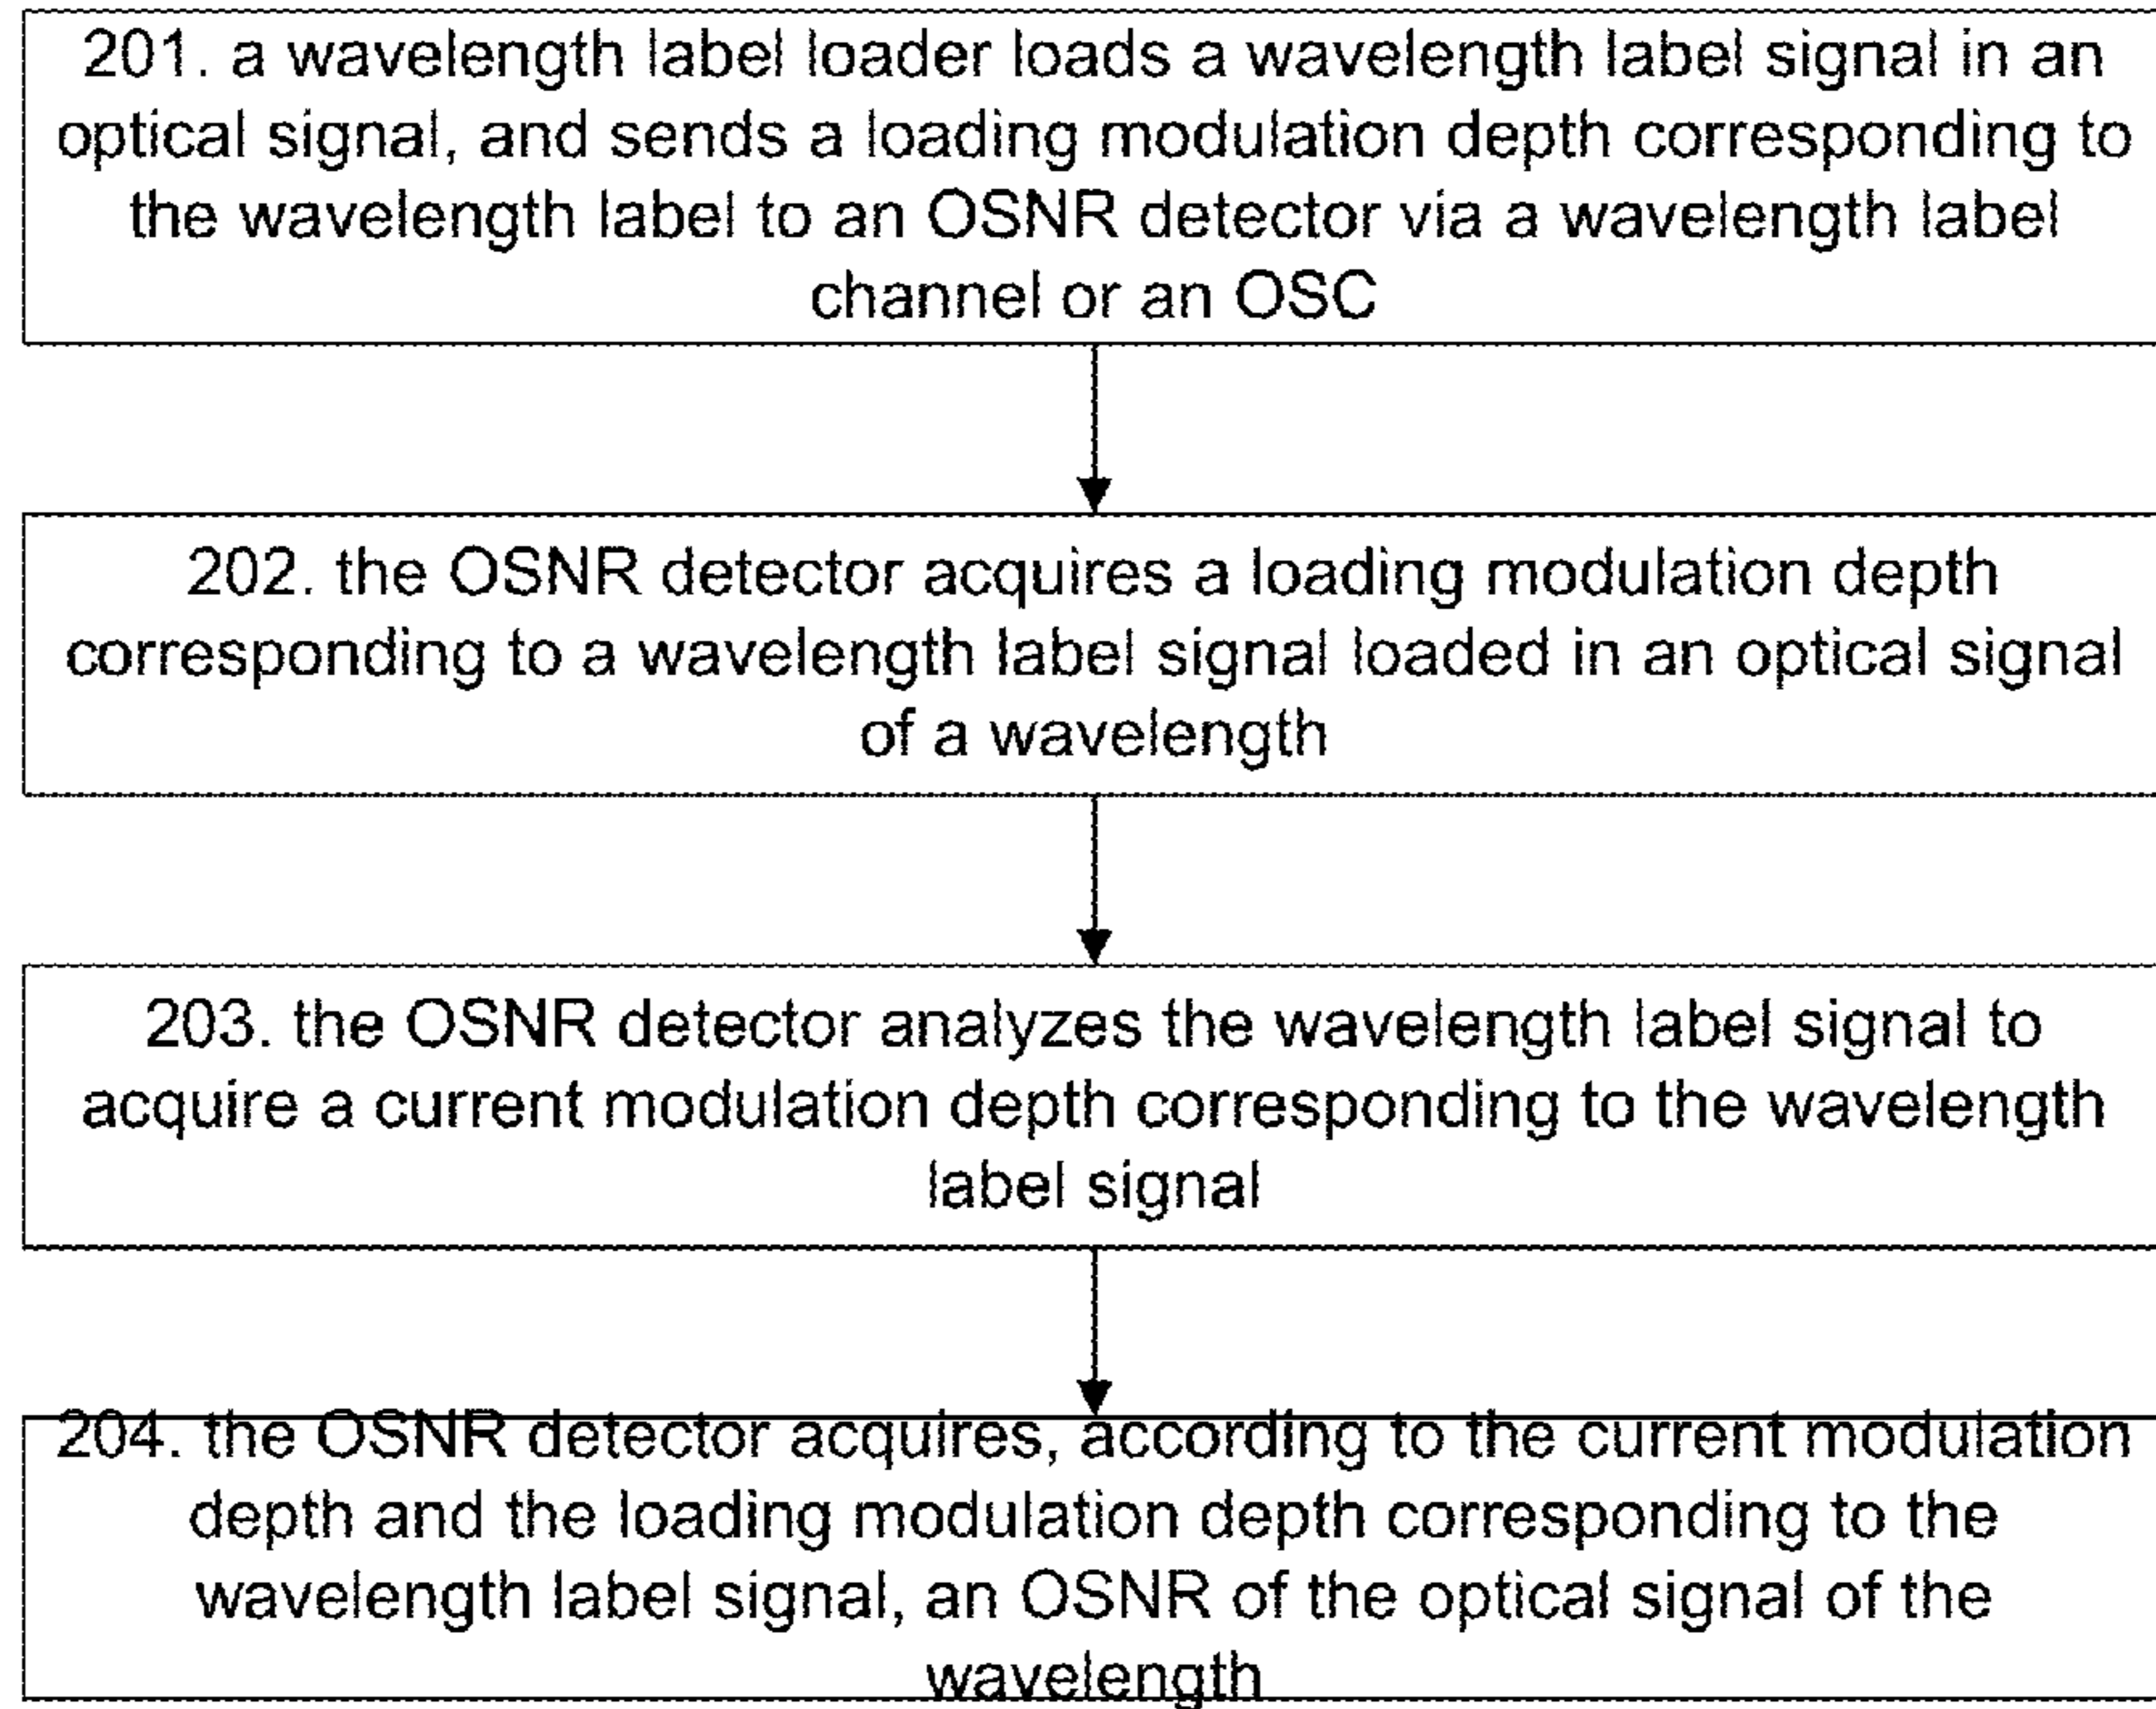 201. a wavelength label loader loads a wavelength label signal in an
optical signal, and sends a loading modulation depth corresponding to
the wavelength label to an OSNR detector via a wavelength label
channel or an OSC
202. the OSNR detector acquires a loading modulation depth
corresponding to a wavelength label signal loaded in an optical signal
of a wavelength
203. the OSNR detector analyzes the wavelength label signal to
acquire a current modulation depth corresponding to the wavelength
label signal
204. the OSNR detector acquires, according to the current modulation
depth and the loading modulation depth corresponding to the
wavelength label signal, an OSNR of the optical signal of the
wavelength